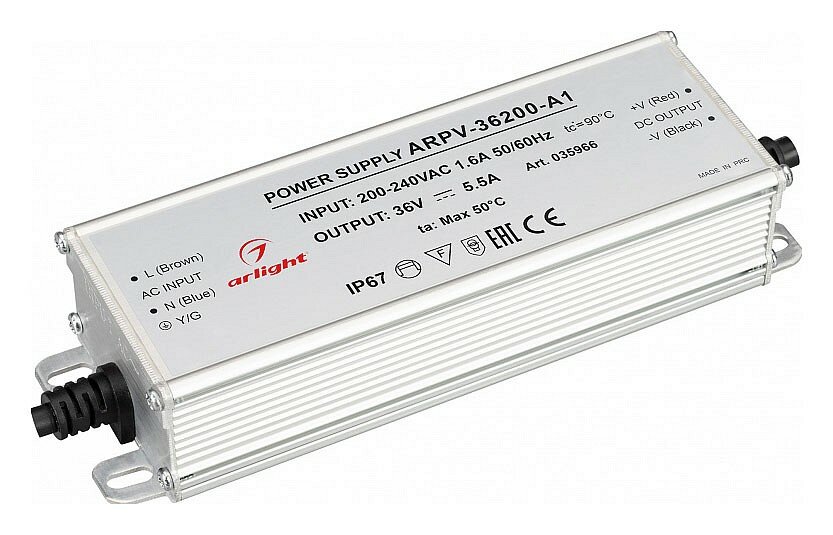 POWER SUPPLY ARPV-36200-A1
INPUT: 200-240VAC 1.6A 50/60Hz tc=90°C
OUTPUT: 36V 5.5A Art. 035966
ta: Max 50°C
L (Brown)
AC INPUT
N (Blue)
Y/G
arlight
IP67 F EAC CE
+V (Red)
DC OUTPUT
-V (Black)
MADE IN PRC